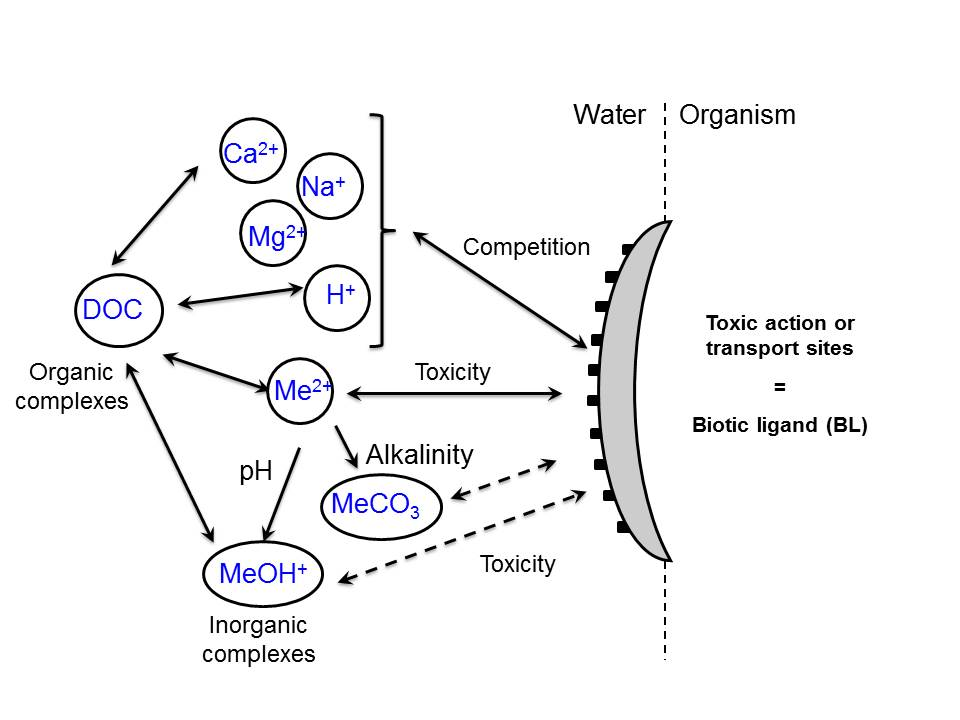 Water Organism
Ca²⁺
Na⁺
Mg²⁺
Competition
H⁺
DOC
Organic
complexes
Me²⁺
Toxicity
Toxic action or
transport sites
=
Biotic ligand (BL)
pH
Alkalinity
MeCO₃
Toxicity
MeOH⁺
Inorganic
complexes